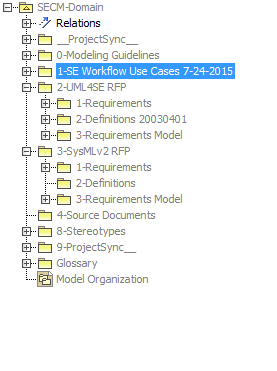 SECM-Domain
Relations
__ProjectSync__
0-Modeling Guidelines
1-SE Workflow Use Cases 7-24-2015
2-UML4SE RFP
1-Requirements
2-Definitions 20030401
3-Requirements Model
3-SysMLv2 RFP
1-Requirements
2-Definitions
3-Requirements Model
4-Source Documents
8-Stereotypes
9-ProjectSync__
Glossary
Model Organization